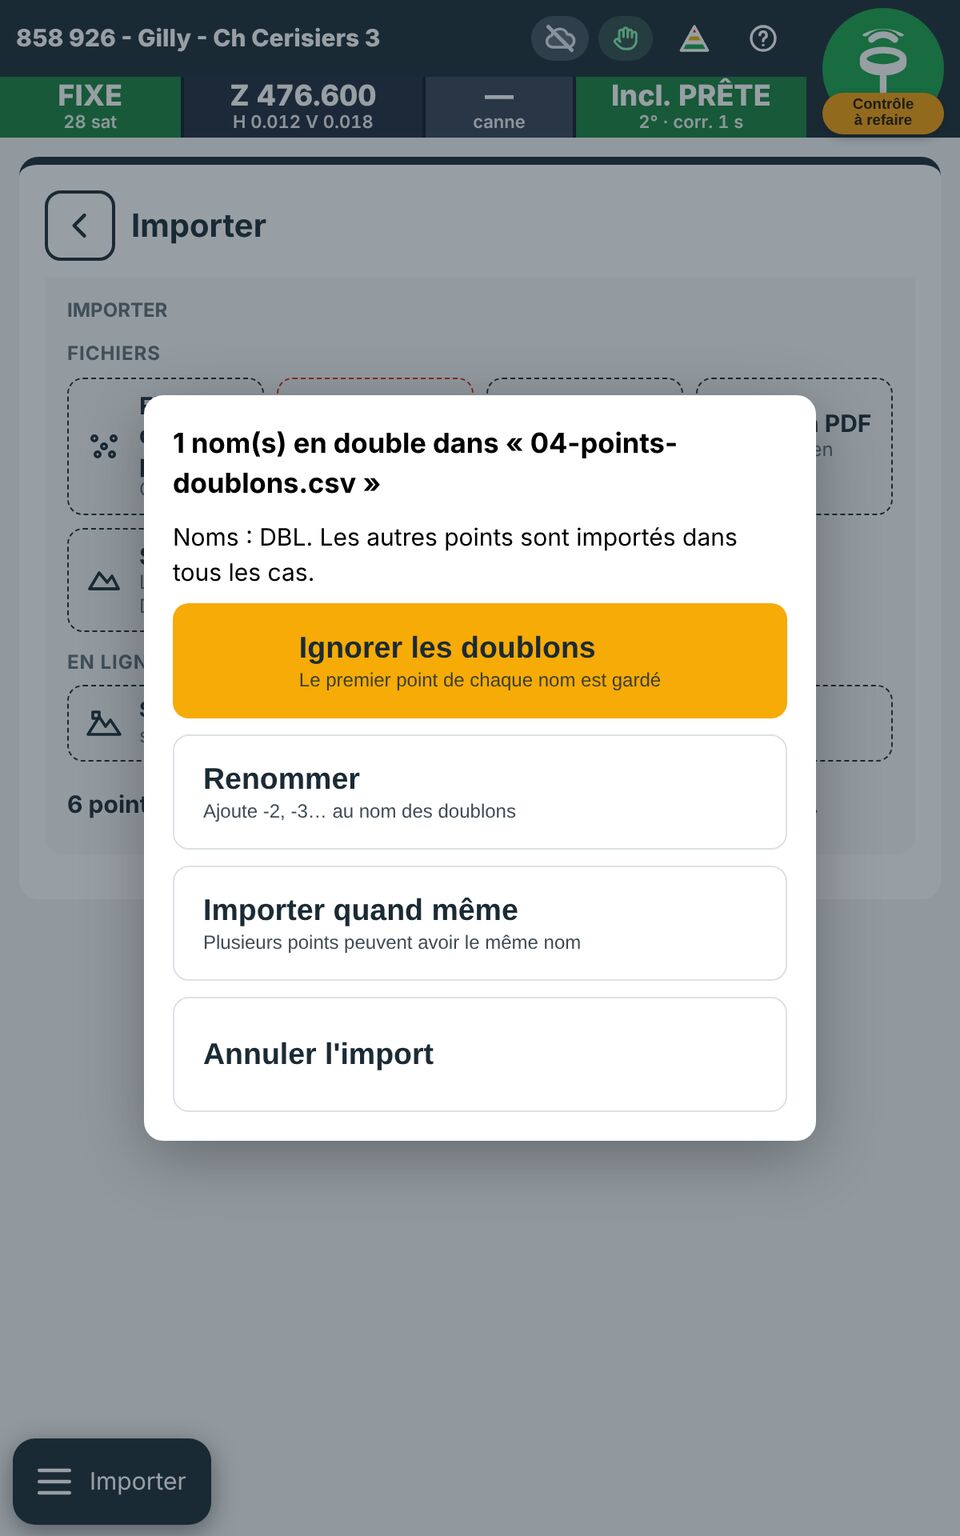 858 926 - Gilly - Ch Cerisiers 3
FIXE
28 sat
Z 476.600
H 0.012 V 0.018
—
canne
Incl. PRÊTE
2° · corr. 1 s
Contrôle
à refaire
Importer
IMPORTER
FICHIERS
PDF
en
EN LIGN
6 point
1 nom(s) en double dans « 04-points-
doublons.csv »
Noms : DBL. Les autres points sont importés dans
tous les cas.
Ignorer les doublons
Le premier point de chaque nom est gardé
Renommer
Ajoute -2, -3… au nom des doublons
Importer quand même
Plusieurs points peuvent avoir le même nom
Annuler l'import
Importer